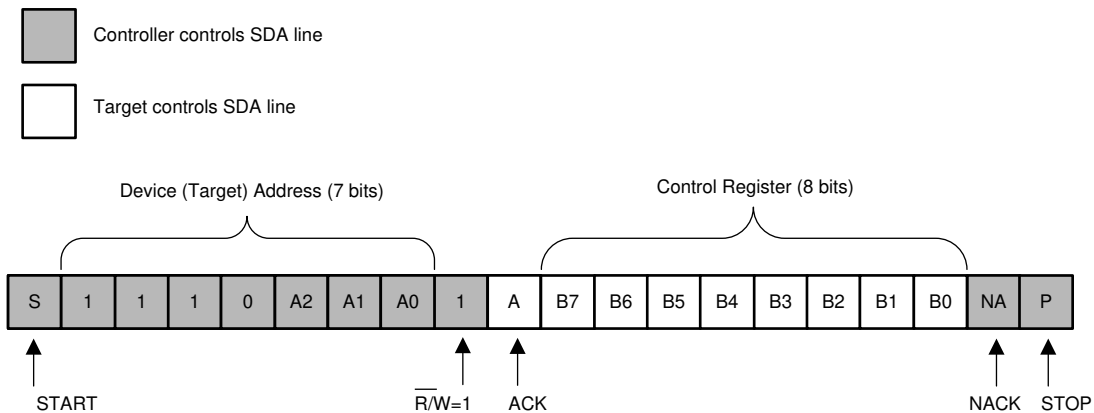 Controller controls SDA line
Target controls SDA line
Device (Target) Address (7 bits)
Control Register (8 bits)
S 1 1 1 0 A2 A1 A0 1 A B7 B6 B5 B4 B3 B2 B1 B0 NA P
START R̅/W=1 ACK NACK STOP